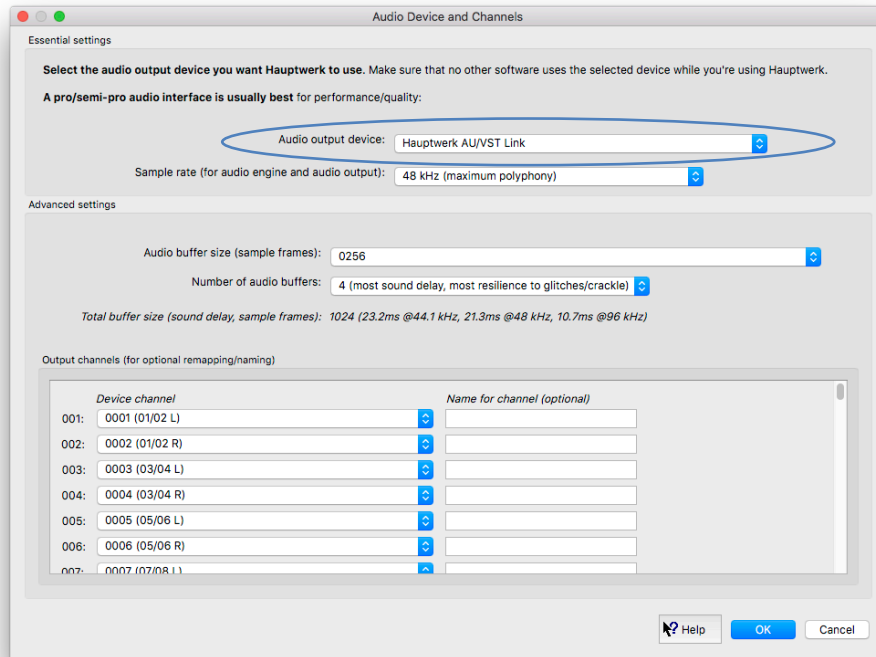 Audio Device and Channels
Essential settings
Select the audio output device you want Hauptwerk to use. Make sure that no other software uses the selected device while you're using Hauptwerk.
A pro/semi-pro audio interface is usually best for performance/quality:
Audio output device: Hauptwerk AU/VST Link
Sample rate (for audio engine and audio output): 48 kHz (maximum polyphony)
Advanced settings
Audio buffer size (sample frames): 0256
Number of audio buffers: 4 (most sound delay, most resilience to glitches/crackle)
Total buffer size (sound delay, sample frames): 1024 (23.2ms @44.1 kHz, 21.3ms @48 kHz, 10.7ms @96 kHz)
Output channels (for optional remapping/naming)
Device channel Name for channel (optional)
001: 0001 (01/02 L)
002: 0002 (01/02 R)
003: 0003 (03/04 L)
004: 0004 (03/04 R)
005: 0005 (05/06 L)
006: 0006 (05/06 R)
007: 0007 (07/08 L)
? Help OK Cancel